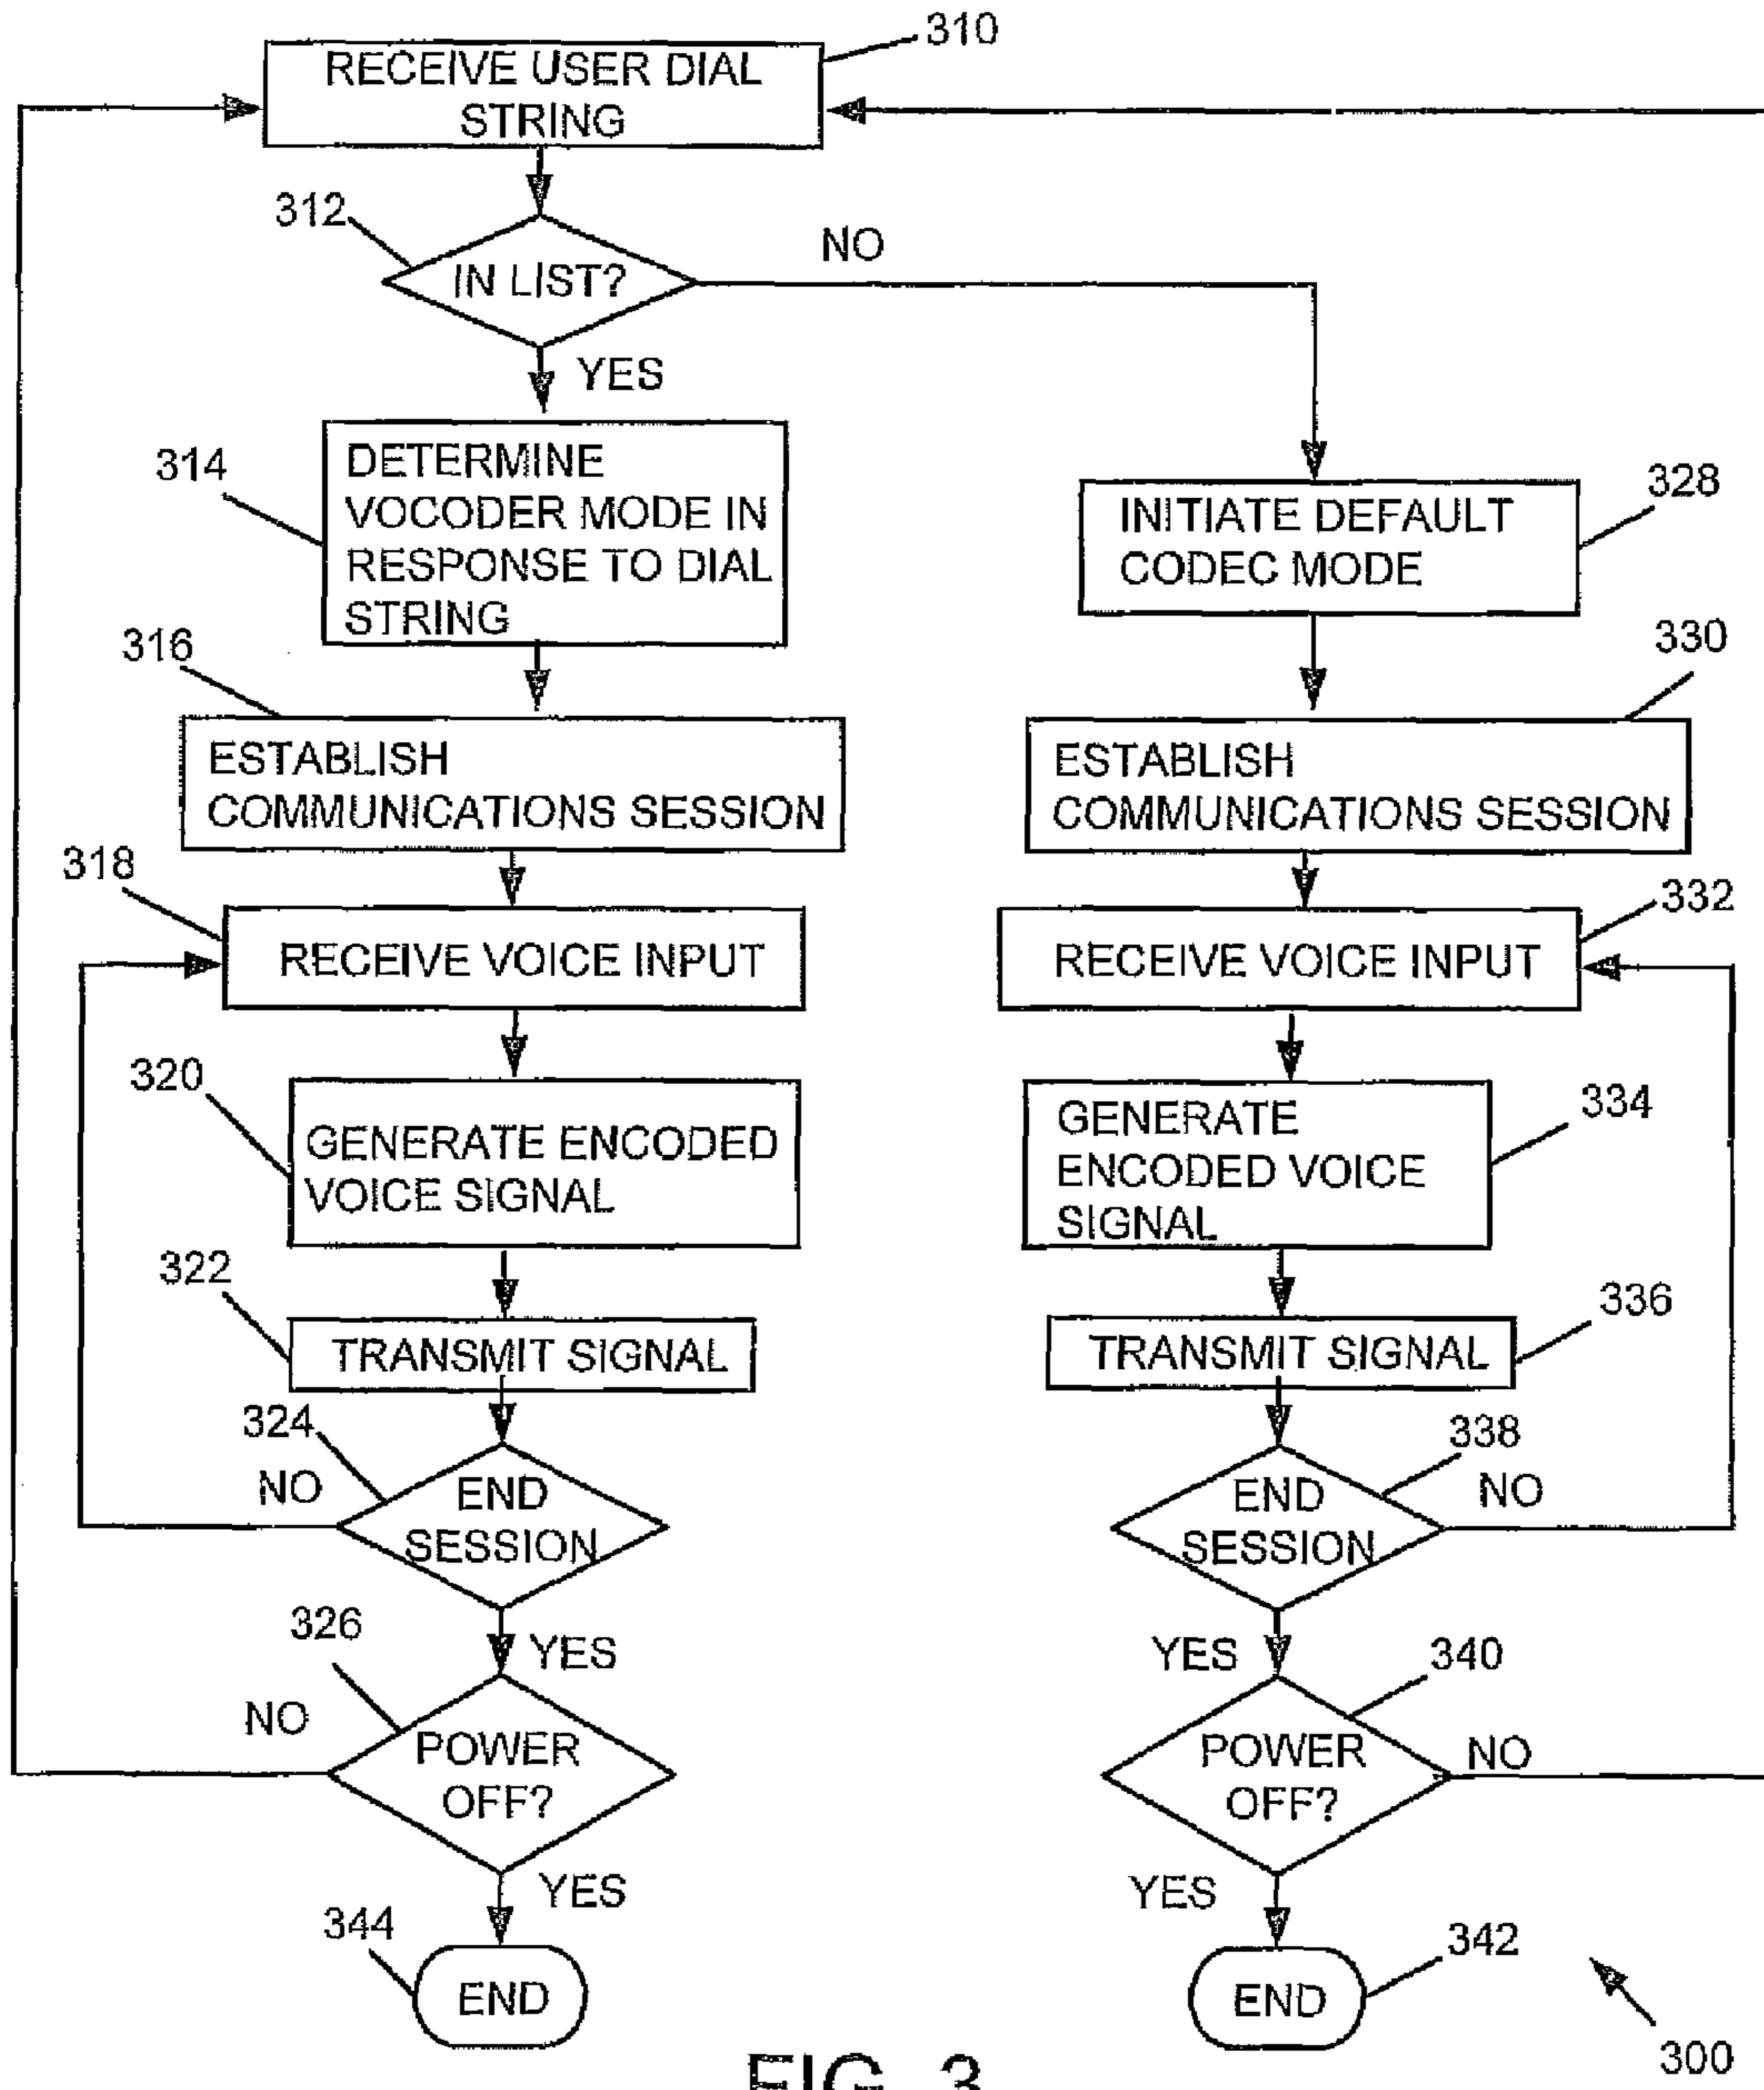 310
RECEIVE USER DIAL
STRING
312
IN LIST?
NO
YES
314
DETERMINE
VOCODER MODE IN
RESPONSE TO DIAL
STRING
328
INITIATE DEFAULT
CODEC MODE
316
ESTABLISH
COMMUNICATIONS SESSION
330
ESTABLISH
COMMUNICATIONS SESSION
318
RECEIVE VOICE INPUT
332
RECEIVE VOICE INPUT
320
GENERATE ENCODED
VOICE SIGNAL
334
GENERATE
ENCODED VOICE
SIGNAL
322
TRANSMIT SIGNAL
336
TRANSMIT SIGNAL
324
NO
END
SESSION
338
END
SESSION
NO
326
YES
NO
POWER
OFF?
YES
340
POWER
OFF?
NO
YES
344
END
YES
342
END
300
FIG. 3